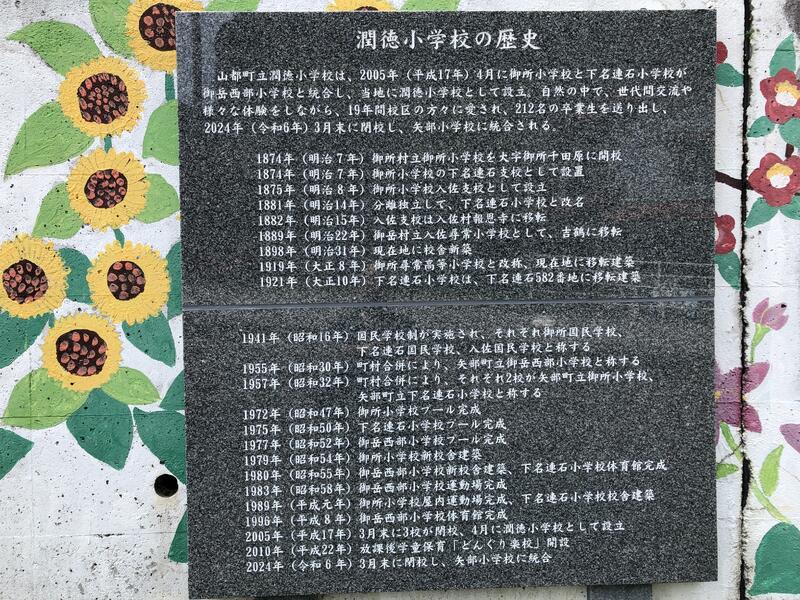 潤徳小学校の歴史
山都町立潤徳小学校は、2005年（平成17年）4月に御所小学校と下名連石小学校が
御岳西部小学校と統合し、当地に潤徳小学校として設立。自然の中で、世代間交流や
様々な体験をしながら、19年間校区の方々に愛され、212名の卒業生を送り出し、
2024年（令和6年）3月末に閉校し、矢部小学校に統合される。
1874年（明治 7年）御所村立御所小学校を大字御所千田原に開校
1874年（明治 7年）御所小学校の下名連石支校として設置
1875年（明治 8年）御所小学校入佐支校として設立
1881年（明治14年）分離独立して、下名連石小学校と改名
1882年（明治15年）入佐支校は入佐村報恩寺に移転
1889年（明治22年）御岳村立入佐尋常小学校として、吉鶴に移転
1898年（明治31年）現在地に校舎新築
1919年（大正 8年）御所尋常高等小学校と改称、現在地に移転建築
1921年（大正10年）下名連石小学校は、下名連石582番地に移転建築
1941年（昭和16年）国民学校制が実施され、それぞれ御所国民学校、
下名連石国民学校、入佐国民学校と称する
1955年（昭和30年）町村合併により、矢部町立御岳西部小学校と称する
1957年（昭和32年）町村合併により、それぞれ2校が矢部町立御所小学校、
矢部町立下名連石小学校と称する
1972年（昭和47年）御所小学校プール完成
1975年（昭和50年）下名連石小学校プール完成
1977年（昭和52年）御岳西部小学校プール完成
1979年（昭和54年）御所小学校新校舎建築
1980年（昭和55年）御岳西部小学校新校舎建築、下名連石小学校体育館完成
1983年（昭和58年）御岳西部小学校運動場完成
1989年（平成元年）御所小学校屋内運動場完成、下名連石小学校校舎建築
1996年（平成 8年）御岳西部小学校体育館完成
2005年（平成17年）3月末に3校が閉校、4月に潤徳小学校として設立
2010年（平成22年）放課後学童保育「どんぐり楽校」開設
2024年（令和 6年）3月末に閉校し、矢部小学校に統合